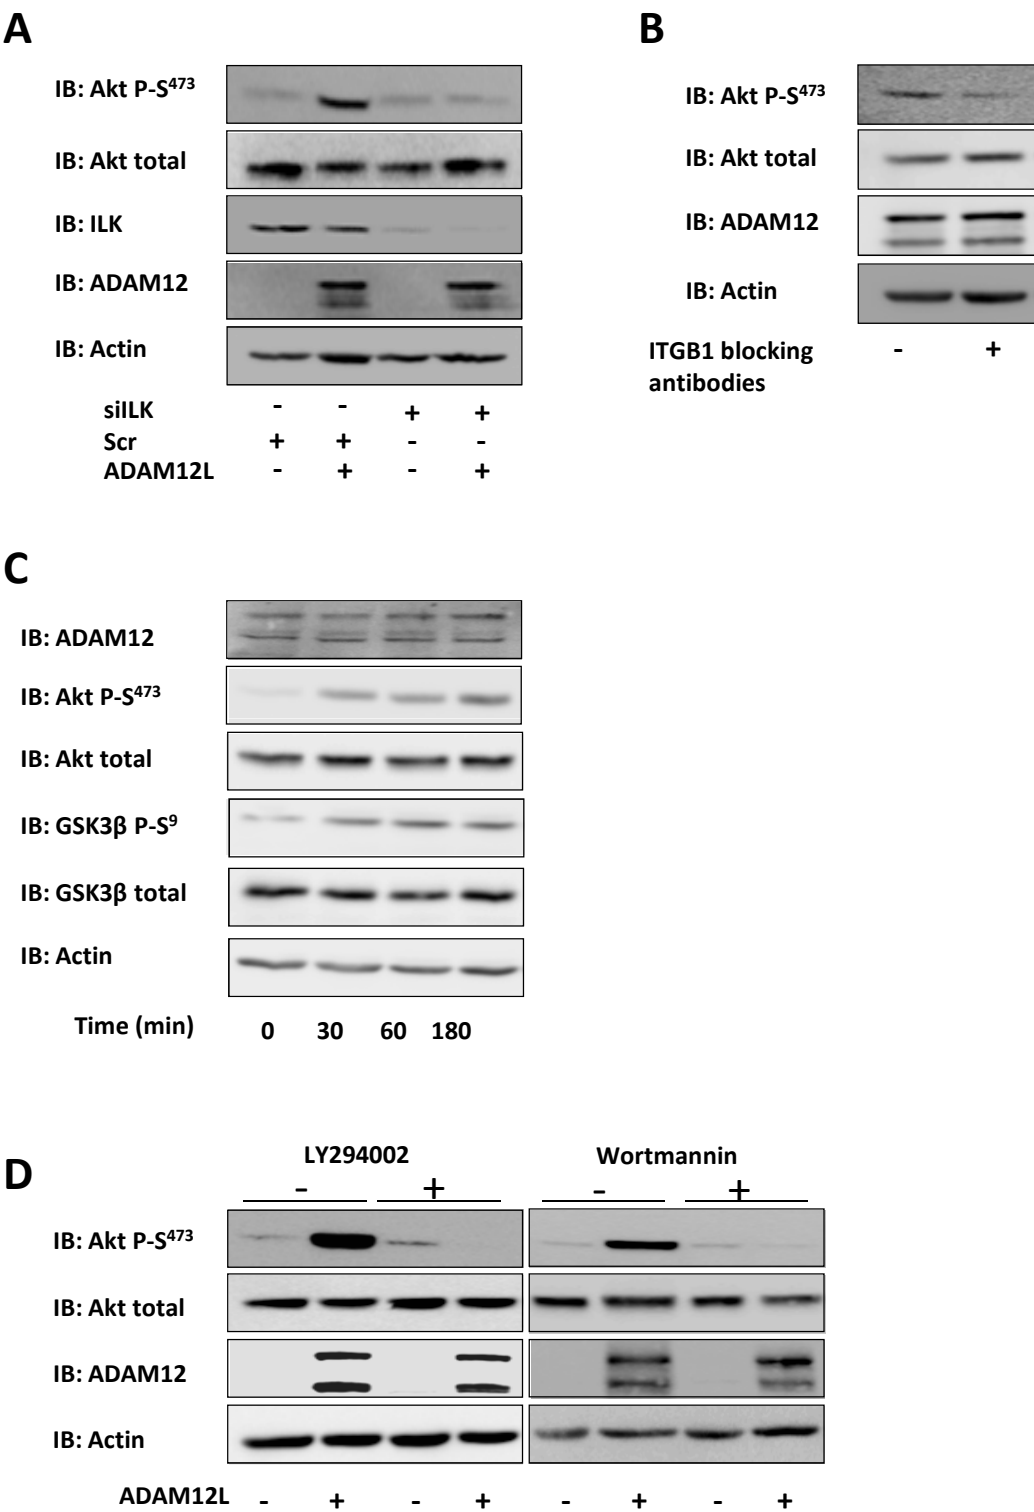 A
IB: Akt P-S473
IB: Akt total
IB: ILK
IB: ADAM12
IB: Actin
siILK - - + +
Scr + + - -
ADAM12L - + - +
B
IB: Akt P-S473
IB: Akt total
IB: ADAM12
IB: Actin
ITGB1 blocking - +
antibodies
C
IB: ADAM12
IB: Akt P-S473
IB: Akt total
IB: GSK3β P-S9
IB: GSK3β total
IB: Actin
Time (min) 0 30 60 180
D
LY294002 Wortmannin
- + - +
IB: Akt P-S473
IB: Akt total
IB: ADAM12
IB: Actin
ADAM12L - + - + - + - +